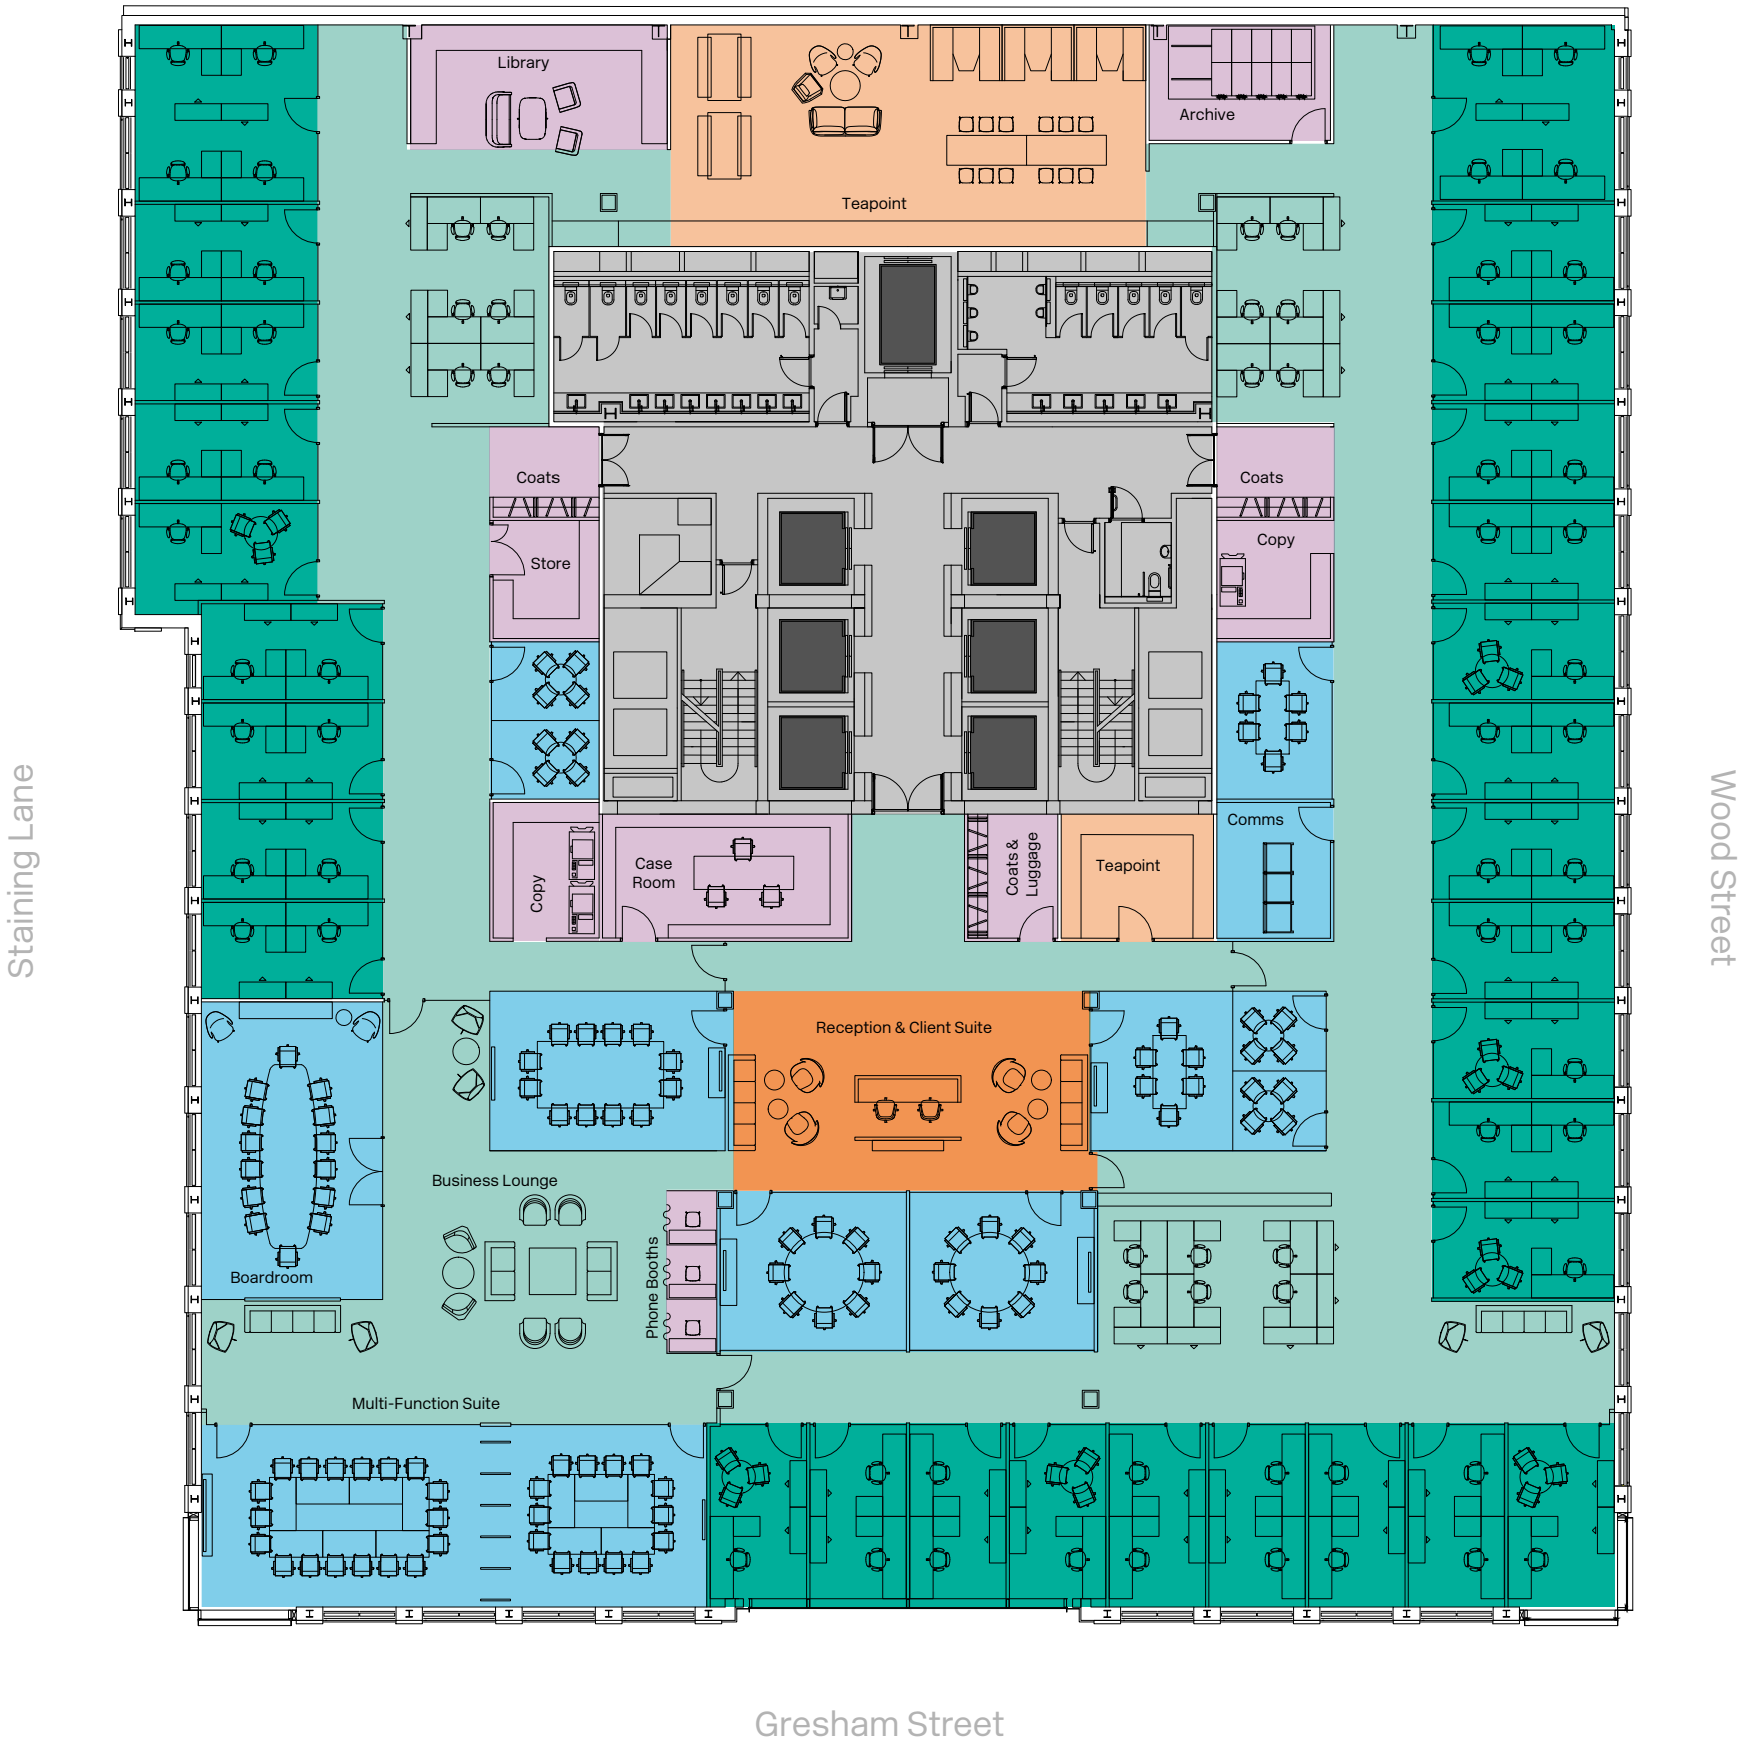 Library
Archive
Teapoint
Coats
Coats
Store
Copy
Comms
Case
Room
Copy
Coats &
Luggage
Teapoint
Reception & Client Suite
Business Lounge
Phone Booths
Boardroom
Multi-Function Suite
Staining Lane
Wood Street
Gresham Street